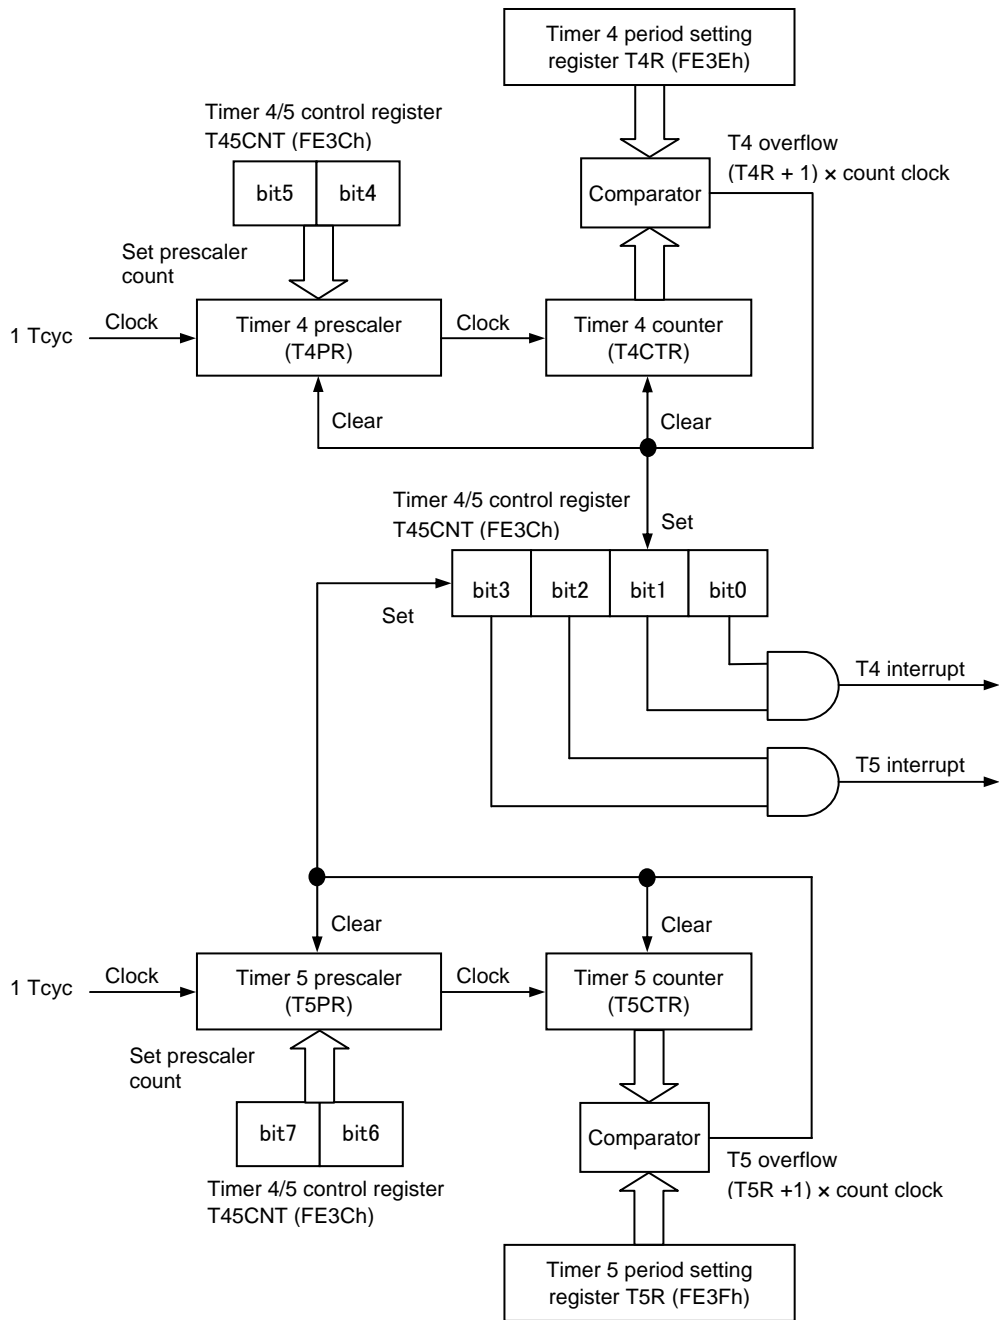 Timer 4 period setting
register T4R (FE3Eh)
Timer 4/5 control register
T45CNT (FE3Ch)
bit5
bit4
T4 overflow
(T4R + 1) × count clock
Comparator
Set prescaler
count
1 Tcyc
Clock
Timer 4 prescaler
(T4PR)
Clock
Timer 4 counter
(T4CTR)
Clear
Clear
Timer 4/5 control register
T45CNT (FE3Ch)
Set
bit3
bit2
bit1
bit0
Set
T4 interrupt
T5 interrupt
Clear
Clear
1 Tcyc
Clock
Timer 5 prescaler
(T5PR)
Clock
Timer 5 counter
(T5CTR)
Set prescaler
count
bit7
bit6
Comparator
T5 overflow
(T5R +1) × count clock
Timer 4/5 control register
T45CNT (FE3Ch)
Timer 5 period setting
register T5R (FE3Fh)